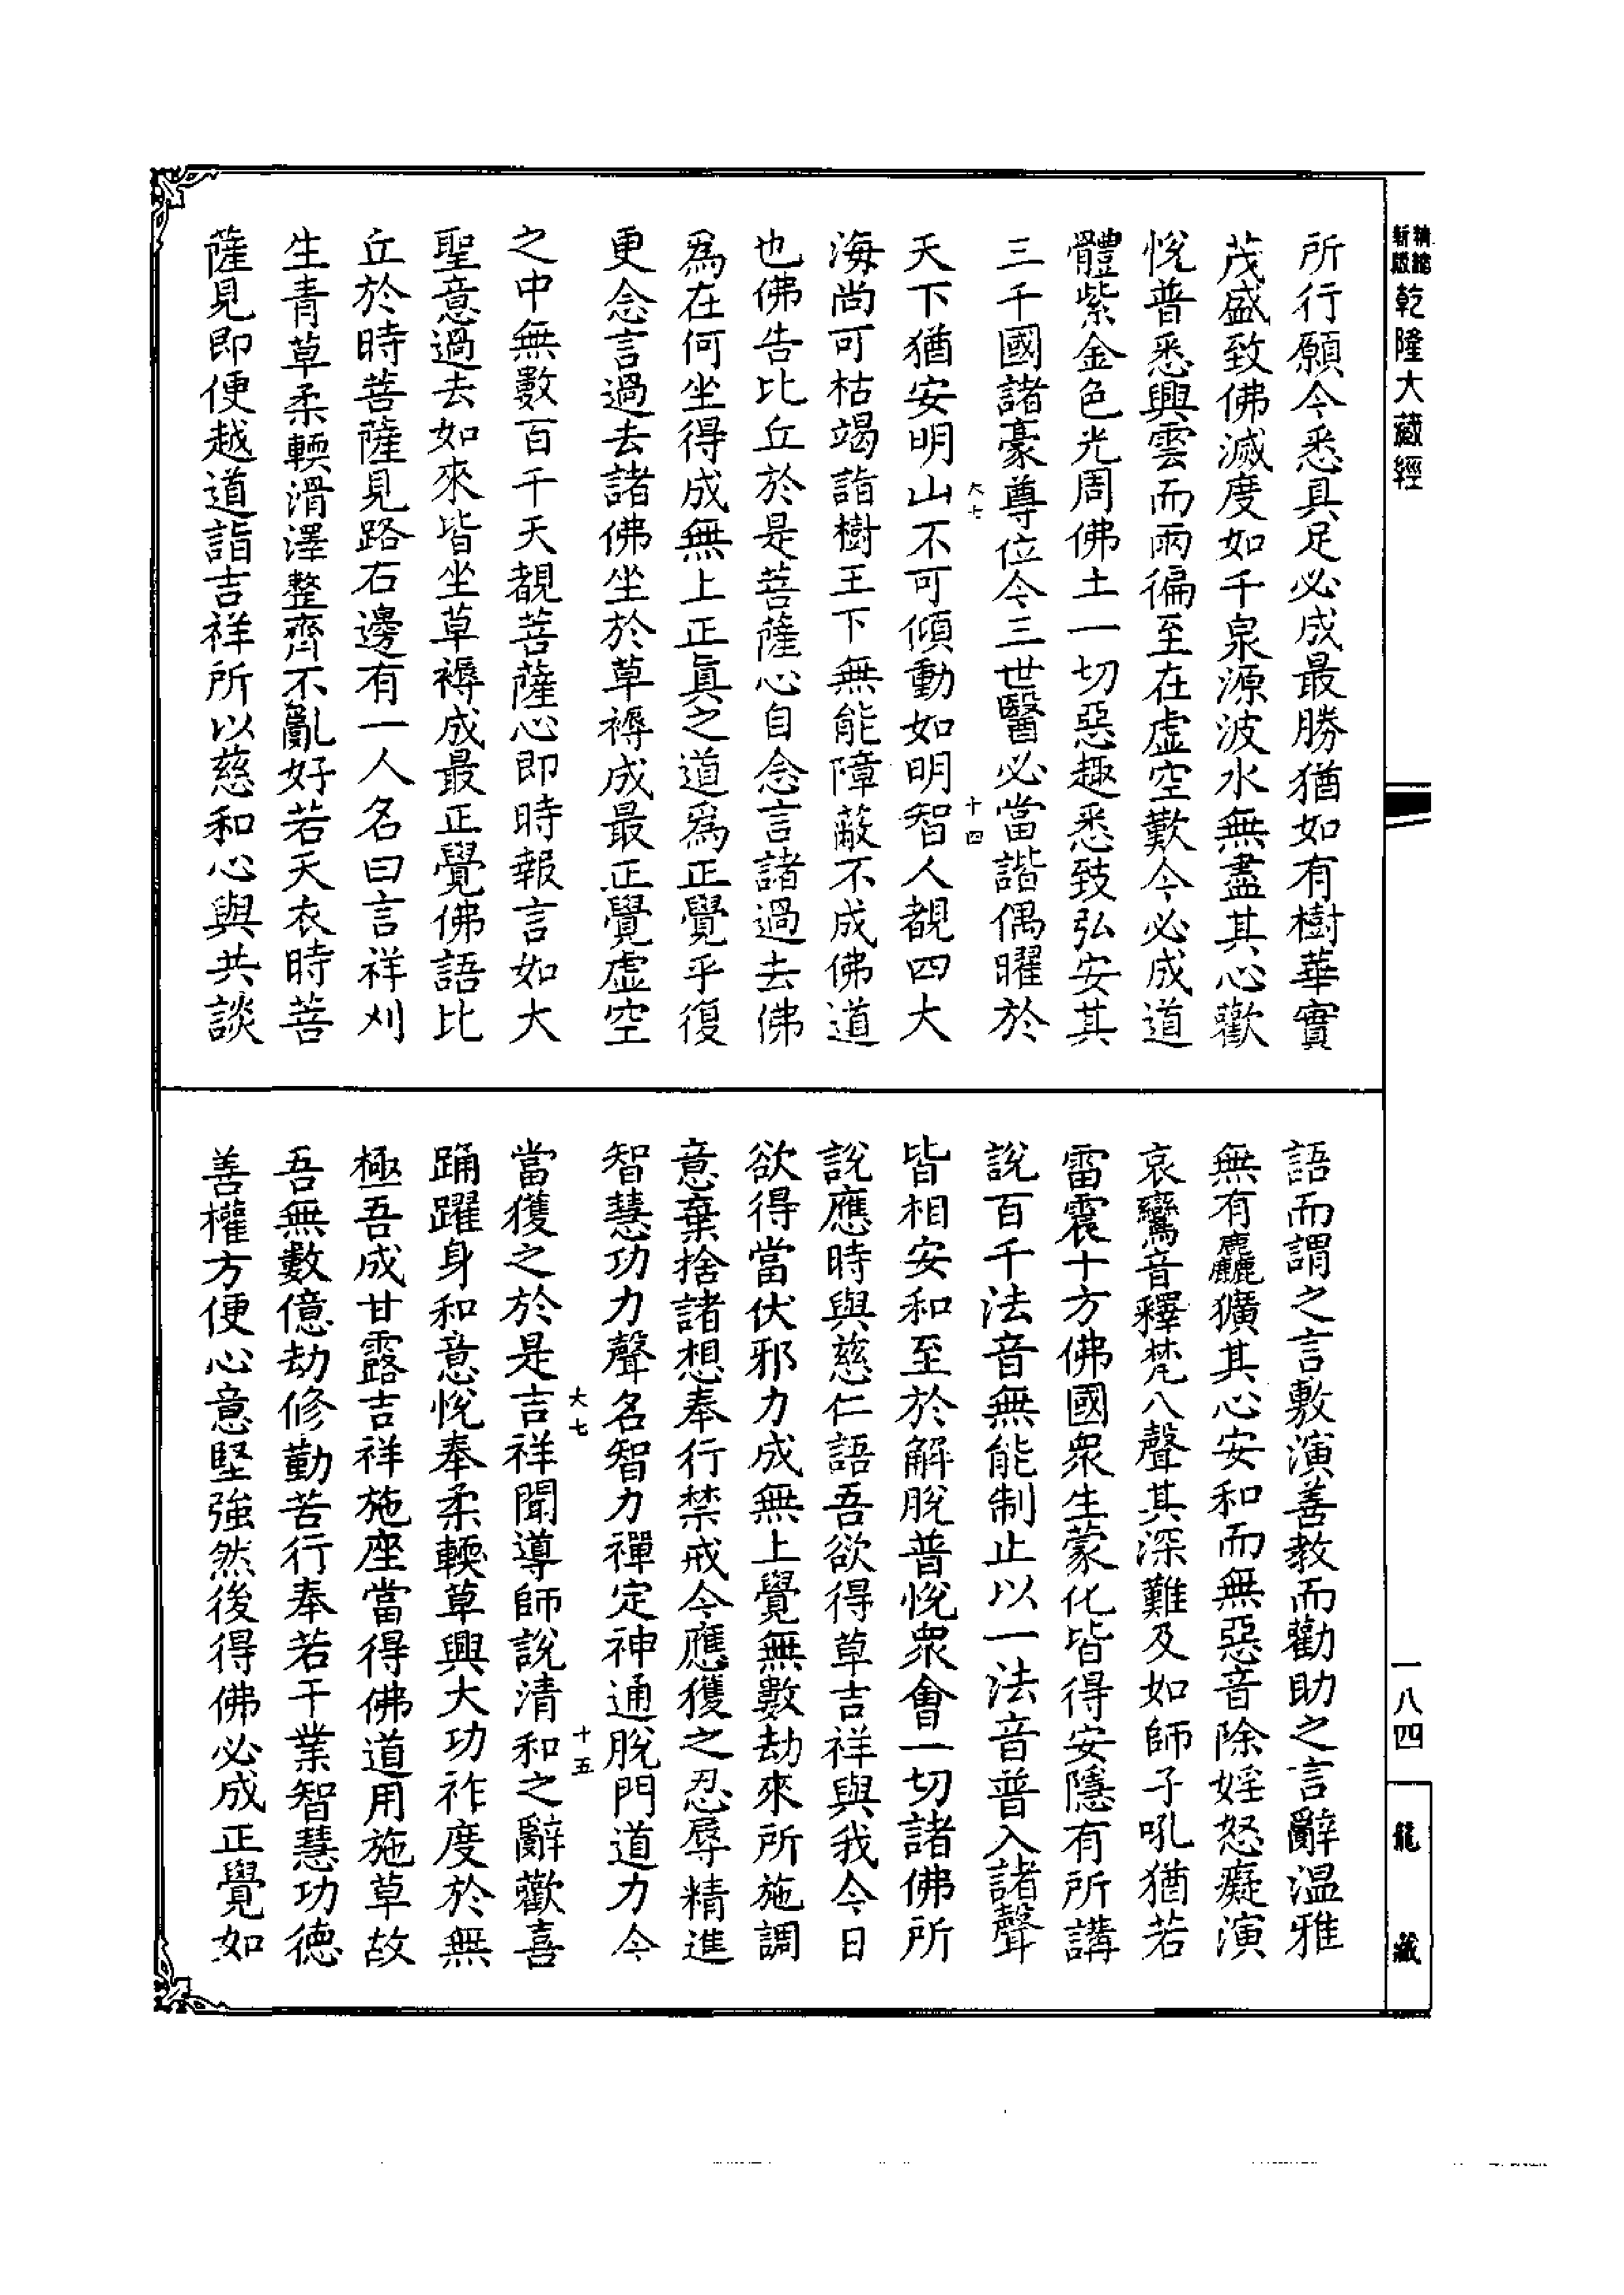 精縮
新版
乾隆大藏經
所行願今悉具足必成最勝猶如有樹華實
茂盛致佛滅度如千泉源波水無盡其心歡
悅普悉興雲而雨徧至在虛空歎今必成道
體紫金色光周佛土一切惡趣悉致弘安其
三千國諸豪尊位今三世醫必當諧偶曜於
大七 十四
天下猶安明山不可傾動如明智人覩四大
海尚可枯竭詣樹王下無能障蔽不成佛道
也佛告比丘於是菩薩心自念言諸過去佛
爲在何坐得成無上正眞之道爲正覺乎復
更念言過去諸佛坐於草褥成最正覺虛空
之中無數百千天覩菩薩心即時報言如大
聖意過去如來皆坐草褥成最正覺佛語比
丘於時菩薩見路右邊有一人名曰吉祥刈
生青草柔輭滑澤整齊不亂好若天衣時菩
薩見即便越道詣吉祥所以慈和心與共談
語而謂之言敷演善教而勸助之言辭温雅
無有麤獷其心安和而無惡音除婬怒癡演
哀鸞音釋梵八聲其深難及如師子吼猶若
雷震十方佛國衆生蒙化皆得安隱有所講
說百千法音無能制止以一法音普入諸聲
皆相安和至於解脫普悅衆會一切諸佛所
說應時與慈仁語吾欲得草吉祥與我今日
欲得當伏邪力成無上覺無數劫來所施調
意棄捨諸想奉行禁戒今應獲之忍辱精進
智慧功力聲名智力禪定神通脫門道力今
大七 十五
當獲之於是吉祥聞導師說清和之辭歡喜
踊躍身和意悅奉柔輭草興大功祚度於無
極吾成甘露吉祥施座當得佛道用施草故
吾無數億劫修勤苦行奉若干業智慧功德
善權方便心意堅強然後得佛必成正覺如
一八四
龍藏